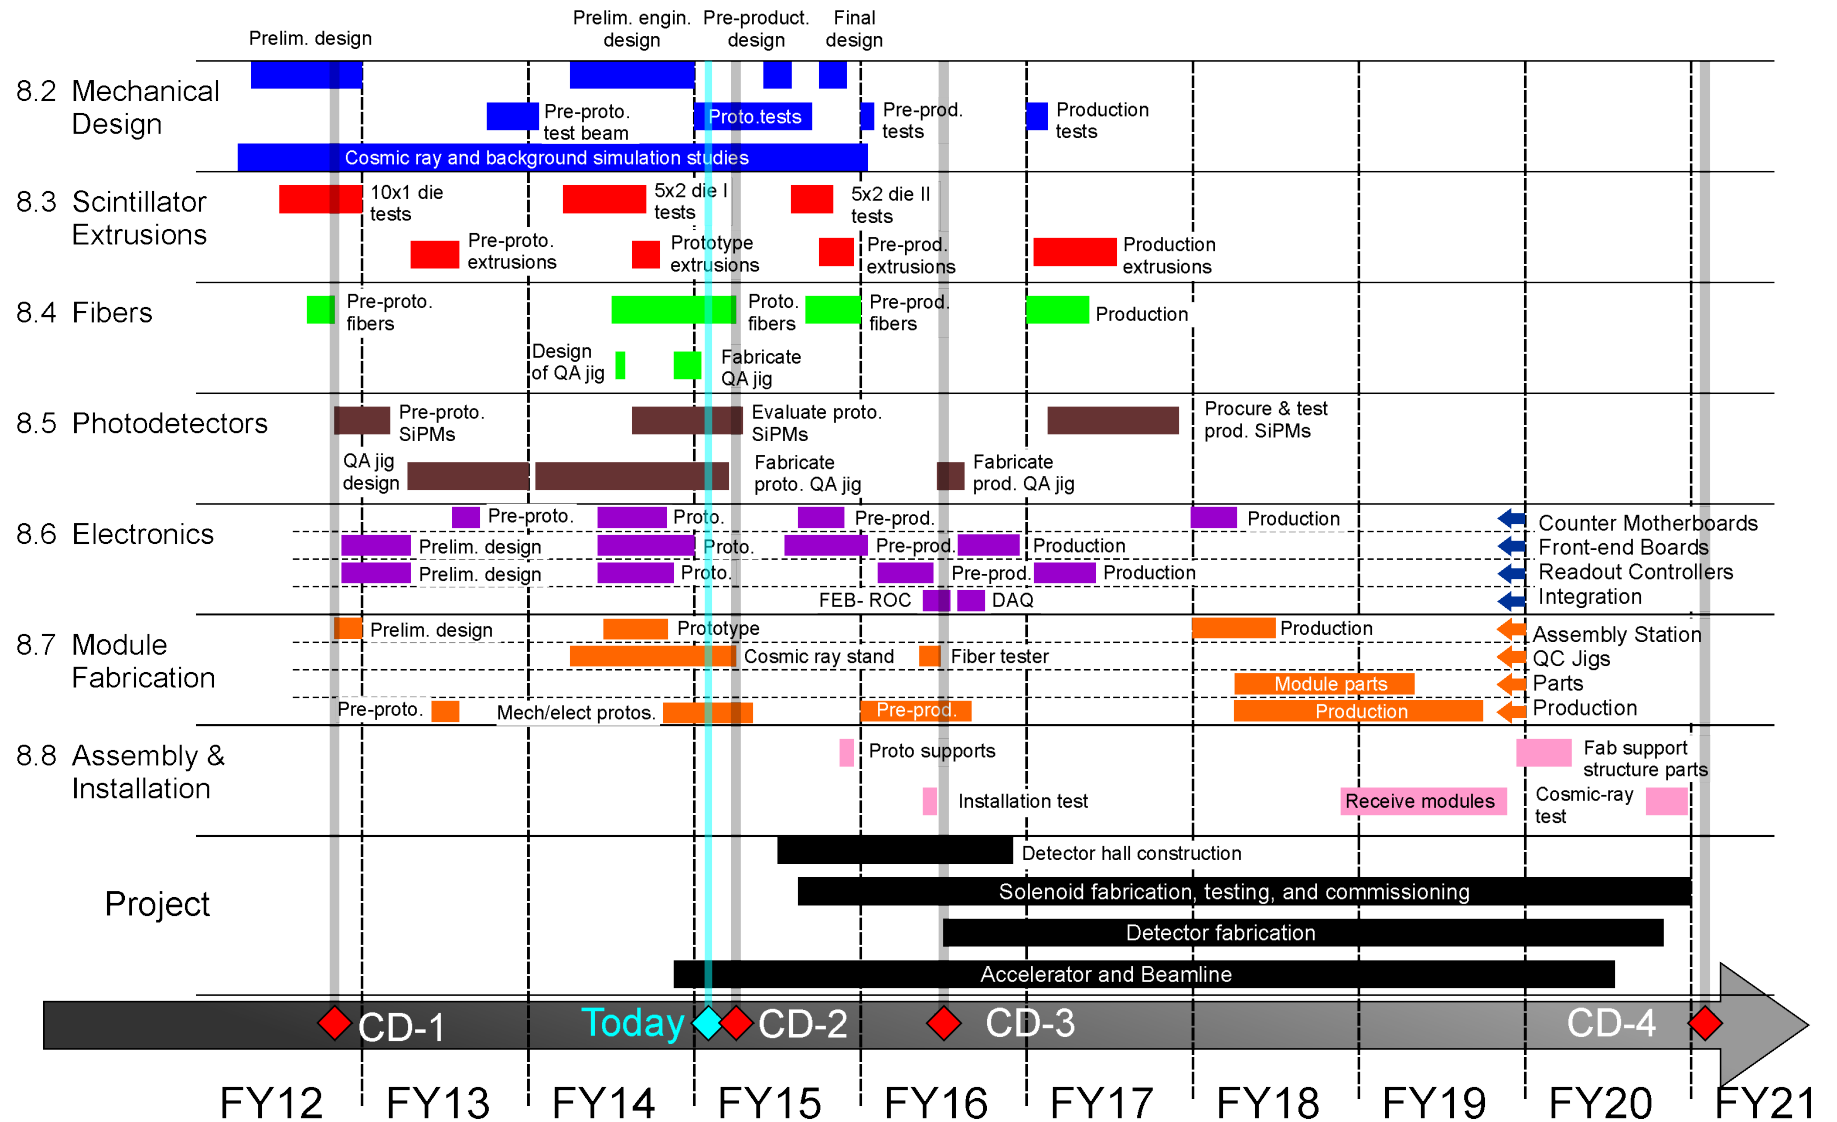 Prelim. design
Prelim. engin.
design
Pre-product.
design
Final
design
8.2 Mechanical
Design
Pre-proto.
test beam
Proto.tests
Pre-prod.
tests
Production
tests
Cosmic ray and background simulation studies
8.3 Scintillator
Extrusions
10x1 die
tests
5x2 die I
tests
5x2 die II
tests
Pre-proto.
extrusions
Prototype
extrusions
Pre-prod.
extrusions
Production
extrusions
8.4 Fibers
Pre-proto.
fibers
Proto.
fibers
Pre-prod.
fibers
Production
Design
of QA jig
Fabricate
QA jig
8.5 Photodetectors
Pre-proto.
SiPMs
Evaluate proto.
SiPMs
Procure & test
prod. SiPMs
QA jig
design
Fabricate
proto. QA jig
Fabricate
prod. QA jig
8.6 Electronics
Pre-proto.
Proto.
Pre-prod.
Production
Counter Motherboards
Prelim. design
Proto.
Pre-prod.
Production
Front-end Boards
Prelim. design
Proto.
Pre-prod.
Production
Readout Controllers
FEB- ROC
DAQ
Integration
8.7 Module
Fabrication
Prelim. design
Prototype
Production
Assembly Station
Cosmic ray stand
Fiber tester
QC Jigs
Module parts
Parts
Pre-proto.
Mech/elect protos.
Pre-prod.
Production
Production
8.8 Assembly &
Installation
Proto supports
Fab support
structure parts
Installation test
Receive modules
Cosmic-ray
test
Project
Detector hall construction
Solenoid fabrication, testing, and commissioning
Detector fabrication
Accelerator and Beamline
CD-1
Today
CD-2
CD-3
CD-4
FY12
FY13
FY14
FY15
FY16
FY17
FY18
FY19
FY20
FY21